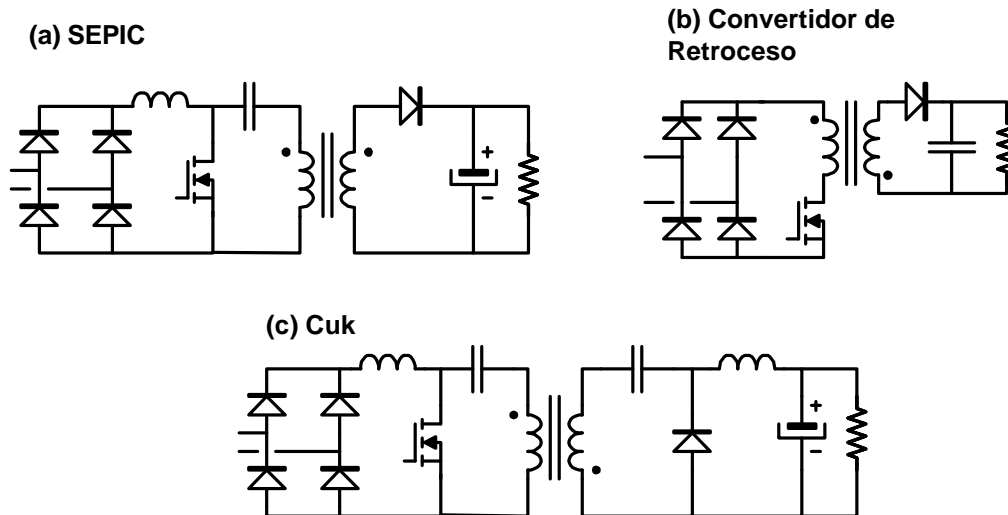 (a) SEPIC
(b) Convertidor de
Retroceso
+
-
(c) Cuk
+
-